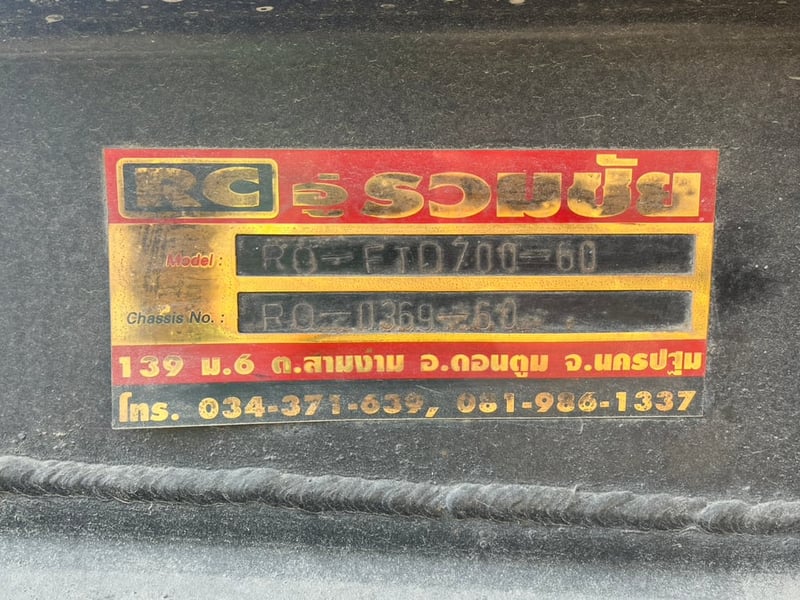 RC อู่ รวมชัย
Model : RC-FTD700-60
Chassis No. : RC-0369-60
139 ม.6 ต.สามง่าม อ.ดอนตูม จ.นครปฐม
โทร. 034-371-639, 081-986-1337